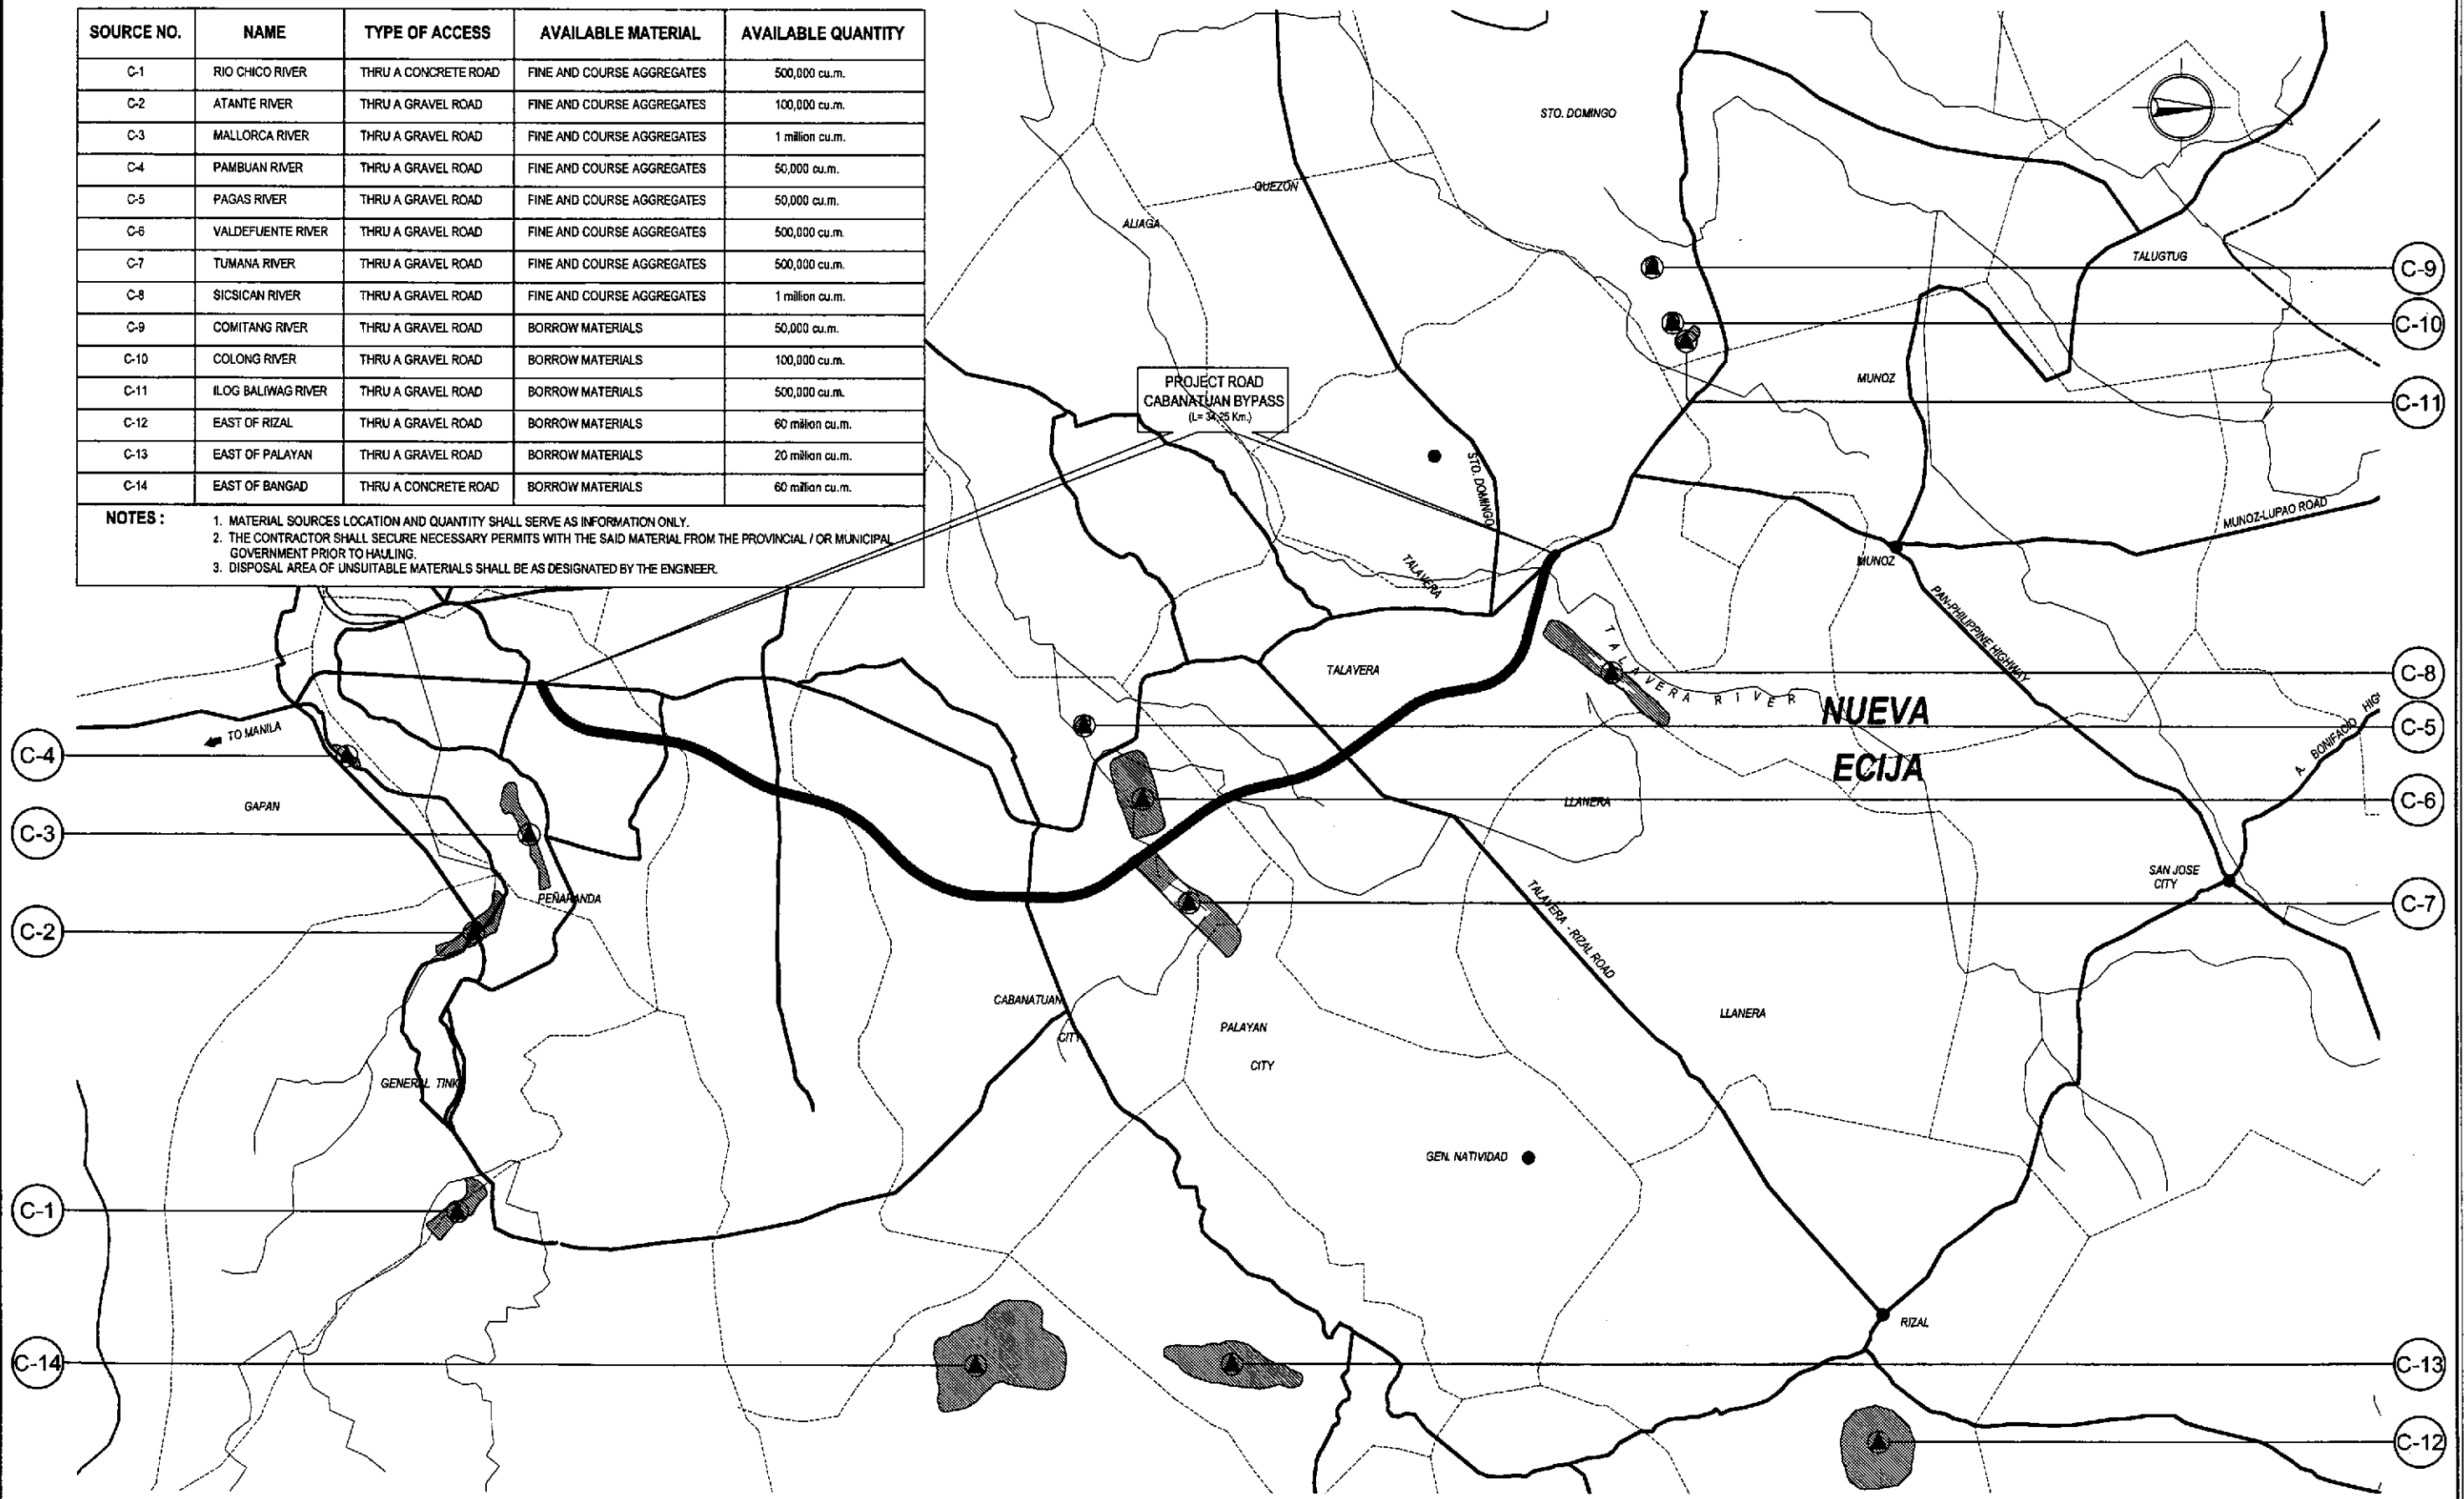 SOURCE NO. NAME TYPE OF ACCESS AVAILABLE MATERIAL AVAILABLE QUANTITY
C-1 RIO CHICO RIVER THRU A CONCRETE ROAD FINE AND COURSE AGGREGATES 500,000 cu.m.
C-2 ATANTE RIVER THRU A GRAVEL ROAD FINE AND COURSE AGGREGATES 100,000 cu.m.
C-3 MALLORCA RIVER THRU A GRAVEL ROAD FINE AND COURSE AGGREGATES 1 million cu.m.
C-4 PAMBUAN RIVER THRU A GRAVEL ROAD FINE AND COURSE AGGREGATES 50,000 cu.m.
C-5 PAGAS RIVER THRU A GRAVEL ROAD FINE AND COURSE AGGREGATES 50,000 cu.m.
C-6 VALDEFUENTE RIVER THRU A GRAVEL ROAD FINE AND COURSE AGGREGATES 500,000 cu.m.
C-7 TUMANA RIVER THRU A GRAVEL ROAD FINE AND COURSE AGGREGATES 500,000 cu.m.
C-8 SICSICAN RIVER THRU A GRAVEL ROAD FINE AND COURSE AGGREGATES 1 million cu.m.
C-9 COMITANG RIVER THRU A GRAVEL ROAD BORROW MATERIALS 50,000 cu.m.
C-10 COLONG RIVER THRU A GRAVEL ROAD BORROW MATERIALS 100,000 cu.m.
C-11 ILOG BALIWAG RIVER THRU A GRAVEL ROAD BORROW MATERIALS 500,000 cu.m.
C-12 EAST OF RIZAL THRU A GRAVEL ROAD BORROW MATERIALS 60 million cu.m.
C-13 EAST OF PALAYAN THRU A GRAVEL ROAD BORROW MATERIALS 20 million cu.m.
C-14 EAST OF BANGAD THRU A CONCRETE ROAD BORROW MATERIALS 60 million cu.m.
NOTES :
1. MATERIAL SOURCES LOCATION AND QUANTITY SHALL SERVE AS INFORMATION ONLY.
2. THE CONTRACTOR SHALL SECURE NECESSARY PERMITS WITH THE SAID MATERIAL FROM THE PROVINCIAL / OR MUNICIPAL
GOVERNMENT PRIOR TO HAULING.
3. DISPOSAL AREA OF UNSUITABLE MATERIALS SHALL BE AS DESIGNATED BY THE ENGINEER.
STO. DOMINGO
QUEZON
ALIAGA
TALUGTUG
C-9
C-10
MUNOZ
C-11
PROJECT ROAD
CABANATUAN BYPASS
(L= 34.25 Km.)
STO. DOMINGO
MUNOZ-LUPAO ROAD
MUNOZ
TALAVERA
PAN-PHILIPPINE HIGHWAY
TALAVERA
TALAVERA RIVER
C-8
NUEVA
ECIJA
C-5
A. BONIFACIO HIG
TO MANILA
C-4
GAPAN
C-6
LLANERA
C-3
SAN JOSE
CITY
PEÑARANDA
C-7
C-2
TALAVERA - RIZAL ROAD
CABANATUAN
CITY
PALAYAN
CITY
LLANERA
GENERAL TINK
GEN. NATIVIDAD
C-1
RIZAL
C-14
C-13
C-12